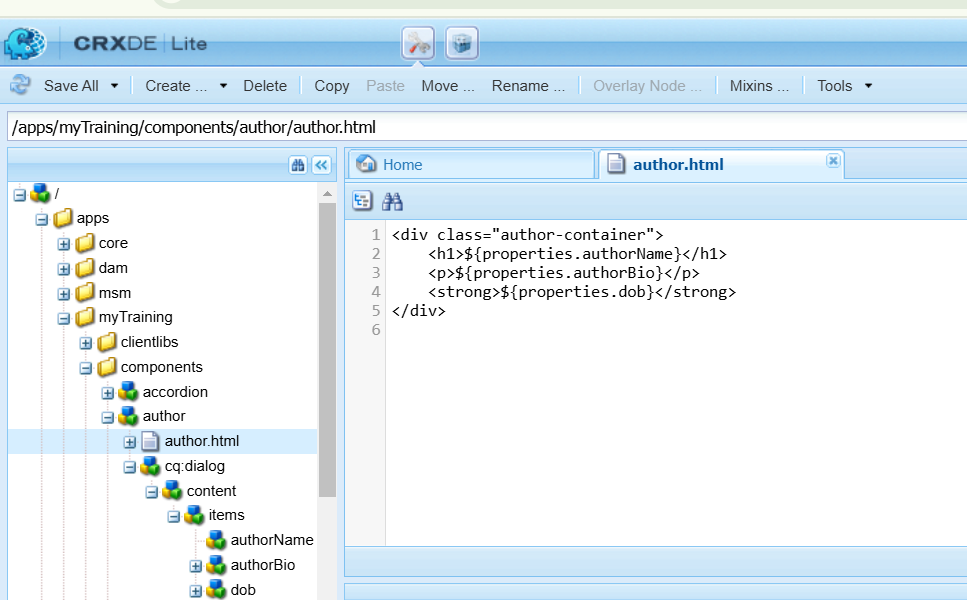 CRXDE | Lite
Save All Create ... Delete Copy Paste Move ... Rename ... Overlay Node ... Mixins ... Tools
/apps/myTraining/components/author/author.html
Home author.html
/
apps
core
dam
msm
myTraining
clientlibs
components
accordion
author
author.html
cq:dialog
content
items
authorName
authorBio
dob
1 <div class="author-container">
2 <h1>${properties.authorName}</h1>
3 <p>${properties.authorBio}</p>
4 <strong>${properties.dob}</strong>
5 </div>
6